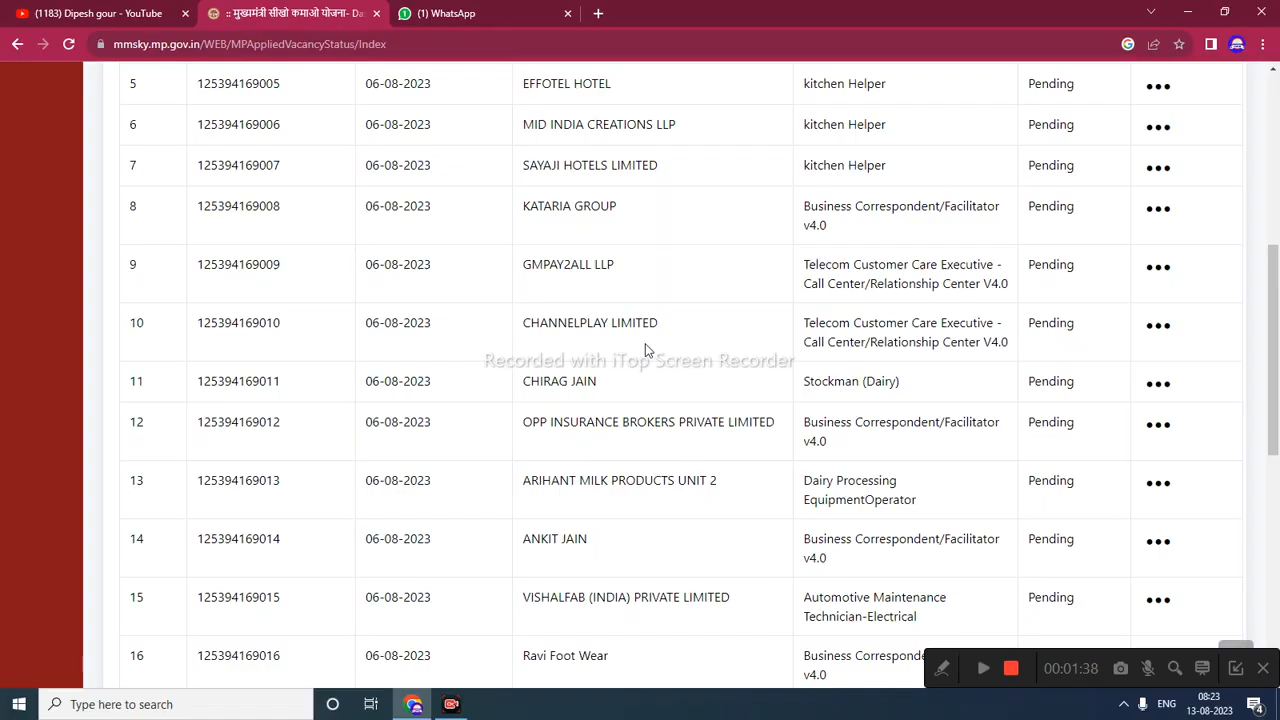 (1183) Dipesh gour - YouTube
:: मुख्यमंत्री सीखो कमाओ योजना- Da
(1) WhatsApp
mmsky.mp.gov.in/WEB/MPAppliedVacancyStatus/Index
5 125394169005 06-08-2023 EFFOTEL HOTEL kitchen Helper Pending
6 125394169006 06-08-2023 MID INDIA CREATIONS LLP kitchen Helper Pending
7 125394169007 06-08-2023 SAYAJI HOTELS LIMITED kitchen Helper Pending
8 125394169008 06-08-2023 KATARIA GROUP Business Correspondent/Facilitator Pending
v4.0
9 125394169009 06-08-2023 GMPAY2ALL LLP Telecom Customer Care Executive - Pending
Call Center/Relationship Center V4.0
10 125394169010 06-08-2023 CHANNELPLAY LIMITED Telecom Customer Care Executive - Pending
Call Center/Relationship Center V4.0
Recorded with iTop Screen Recorder
11 125394169011 06-08-2023 CHIRAG JAIN Stockman (Dairy) Pending
12 125394169012 06-08-2023 OPP INSURANCE BROKERS PRIVATE LIMITED Business Correspondent/Facilitator Pending
v4.0
13 125394169013 06-08-2023 ARIHANT MILK PRODUCTS UNIT 2 Dairy Processing Pending
EquipmentOperator
14 125394169014 06-08-2023 ANKIT JAIN Business Correspondent/Facilitator Pending
v4.0
15 125394169015 06-08-2023 VISHALFAB (INDIA) PRIVATE LIMITED Automotive Maintenance Pending
Technician-Electrical
16 125394169016 06-08-2023 Ravi Foot Wear Business Corresponde
v4.0
00:01:38
Type here to search
ENG
08:23
13-08-2023
4